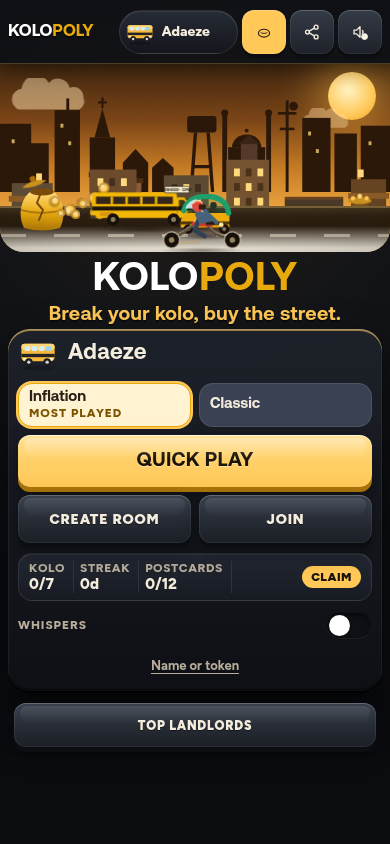 KOLOPOLY
Adaeze
KOLOPOLY
Break your kolo, buy the street.
Adaeze
Inflation
MOST PLAYED
Classic
QUICK PLAY
CREATE ROOM
JOIN
KOLO
0/7
STREAK
0d
POSTCARDS
0/12
CLAIM
WHISPERS
Name or token
TOP LANDLORDS